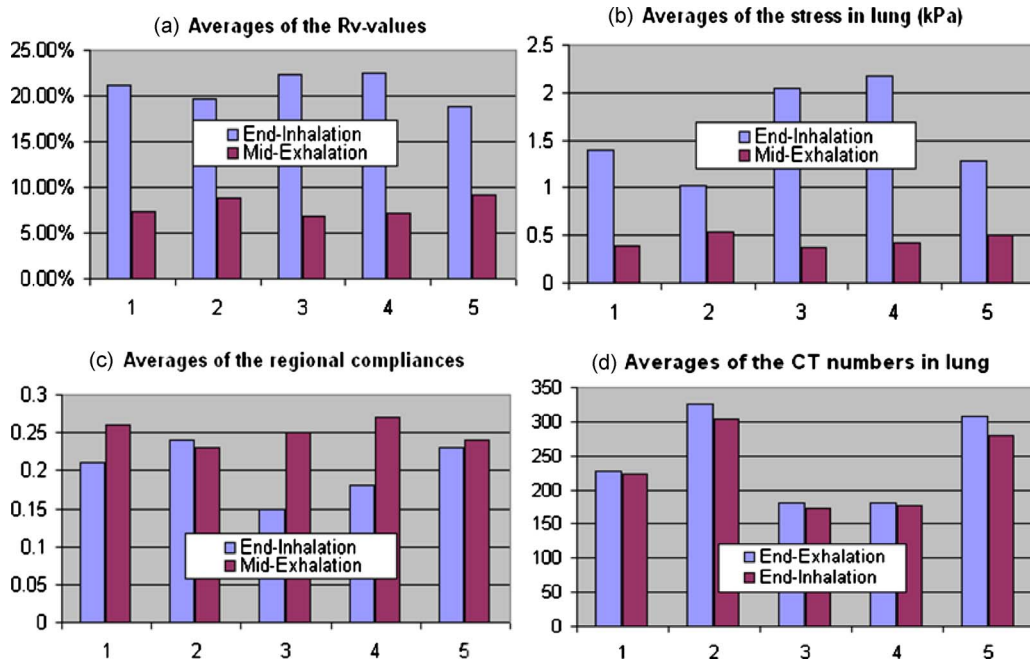 (a) Averages of the Rv-values
25.00%
20.00%
15.00%
10.00%
5.00%
0.00%
End-Inhalation
Mid-Exhalation
1 2 3 4 5
(b) Averages of the stress in lung (kPa)
2.5
2
1.5
1
0.5
0
End-Inhalation
Mid-Exhalation
1 2 3 4 5
(c) Averages of the regional compliances
0.3
0.25
0.2
0.15
0.1
0.05
0
End-Inhalation
Mid-Exhalation
1 2 3 4 5
(d) Averages of the CT numbers in lung
350
300
250
200
150
100
50
0
End-Exhalation
End-Inhalation
1 2 3 4 5